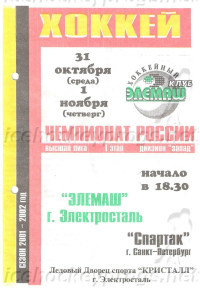 ХОККЕЙ
31
октября
(среда)
1
ноября
(четверг)
ХОККЕЙНЫЙ
КЛУБ
ЭЛЕМАШ
ЧЕМПИОНАТ РОССИИ
ВЫСШАЯ ЛИГА I ЭТАП ДИВИЗИОН "ЗАПАД"
начало
в 18.30
"ЭЛЕМАШ"
г. Электросталь
"Спартак"
г. Санкт-Петербург
СЕЗОН 2001 - 2002 год
Ледовый Дворец спорта "КРИСТАЛЛ"
г. Электросталь